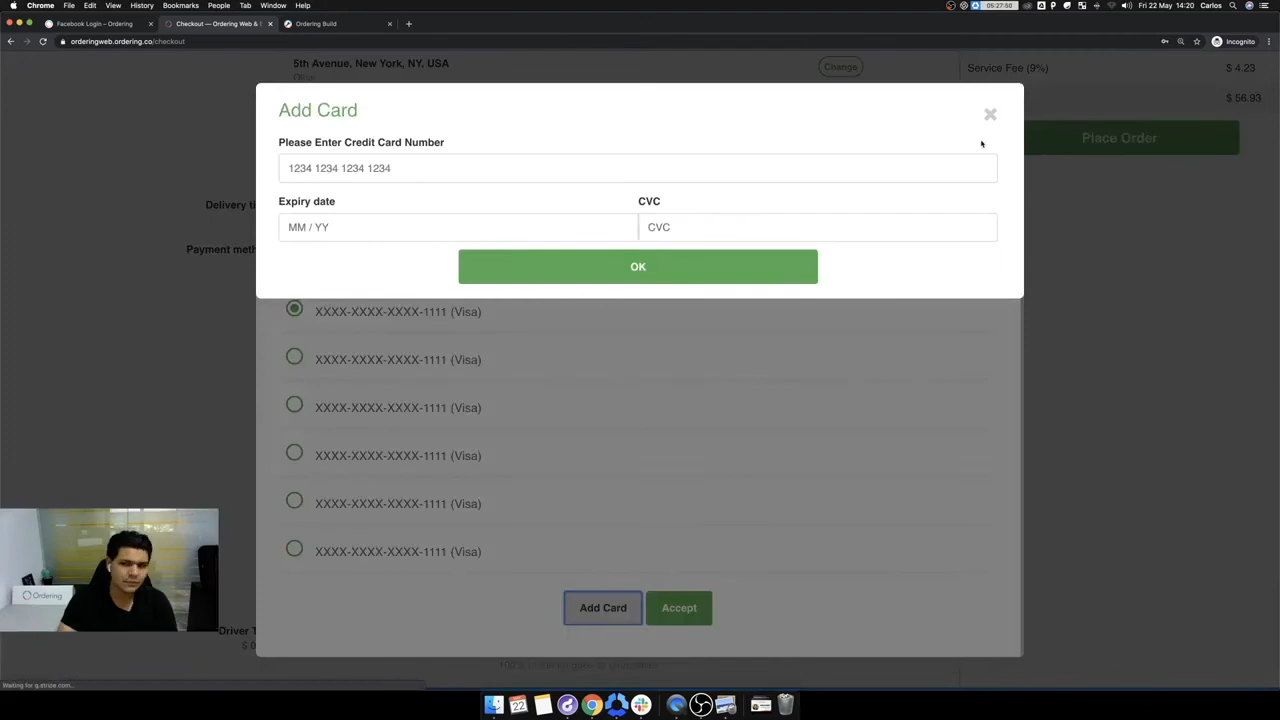 Chrome File Edit View History Bookmarks People Tab Window Help 05:27:50 Fri 22 May 14:20 Carlos
Facebook Login – Ordering Checkout — Ordering Web & Ordering Build
orderingweb.ordering.co/checkout Incognito
5th Avenue, New York, NY, USA Change Service Fee (9%) $ 4.23
$ 56.93
Add Card
Place Order
Please Enter Credit Card Number
1234 1234 1234 1234
Expiry date CVC
Delivery
MM / YY CVC
Payment
OK
XXXX-XXXX-XXXX-1111 (Visa)
XXXX-XXXX-XXXX-1111 (Visa)
XXXX-XXXX-XXXX-1111 (Visa)
XXXX-XXXX-XXXX-1111 (Visa)
XXXX-XXXX-XXXX-1111 (Visa)
XXXX-XXXX-XXXX-1111 (Visa)
Ordering
Add Card Accept
Driver